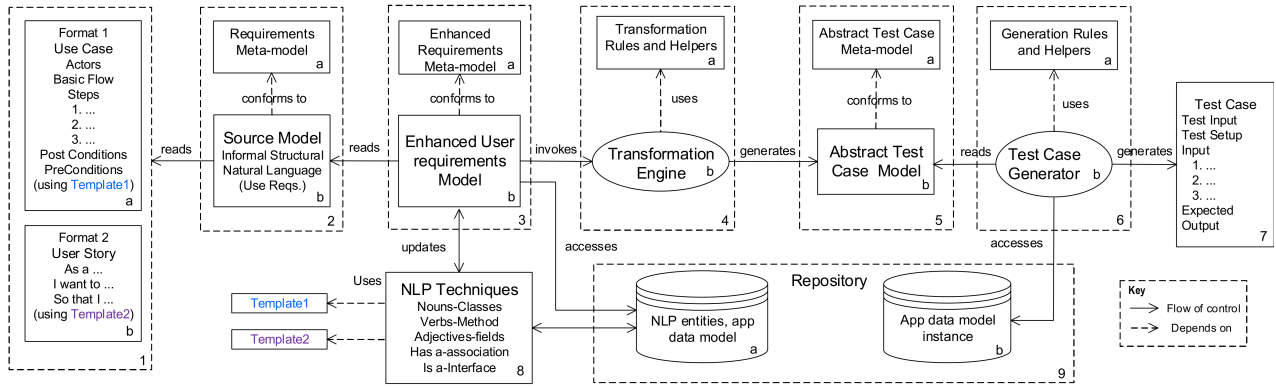 Format 1
Use Case
Actors
Basic Flow
Steps
1. ...
2. ...
3. ...
Post Conditions
PreConditions
(using Template1)
a
Format 2
User Story
As a ...
I want to ...
So that I ...
(using Template2)
b
1
reads
Requirements
Meta-model
a
conforms to
Source Model
Informal Structural
Natural Language
(Use Reqs.)
b
2
reads
Enhanced
Requirements
Meta-model
a
conforms to
Enhanced User
requirements
Model
b
3
invokes
Transformation
Rules and Helpers
a
uses
Transformation
Engine
b
4
generates
Abstract Test Case
Meta-model
a
conforms to
Abstract Test
Case Model
b
5
reads
Generation Rules
and Helpers
a
uses
Test Case
Generator
b
6
generates
Test Case
Test Input
Test Setup
Input
1. ...
2. ...
3. ...
Expected
Output
7
updates
accesses
accesses
Uses
Template1
Template2
NLP Techniques
Nouns-Classes
Verbs-Method
Adjectives-fields
Has a-association
Is a-Interface
8
Repository
NLP entities, app
data model
a
App data model
instance
b
9
Key
Flow of control
Depends on